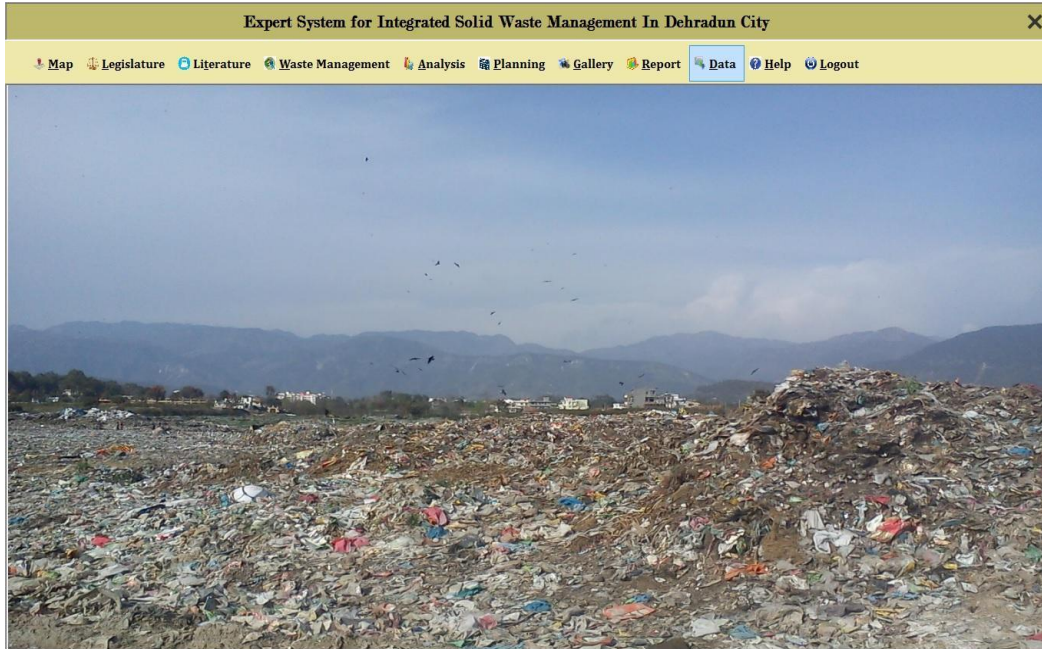 Expert System for Integrated Solid Waste Management In Dehradun City
Map Legislature Literature Waste Management Analysis Planning Gallery Report Data Help Logout